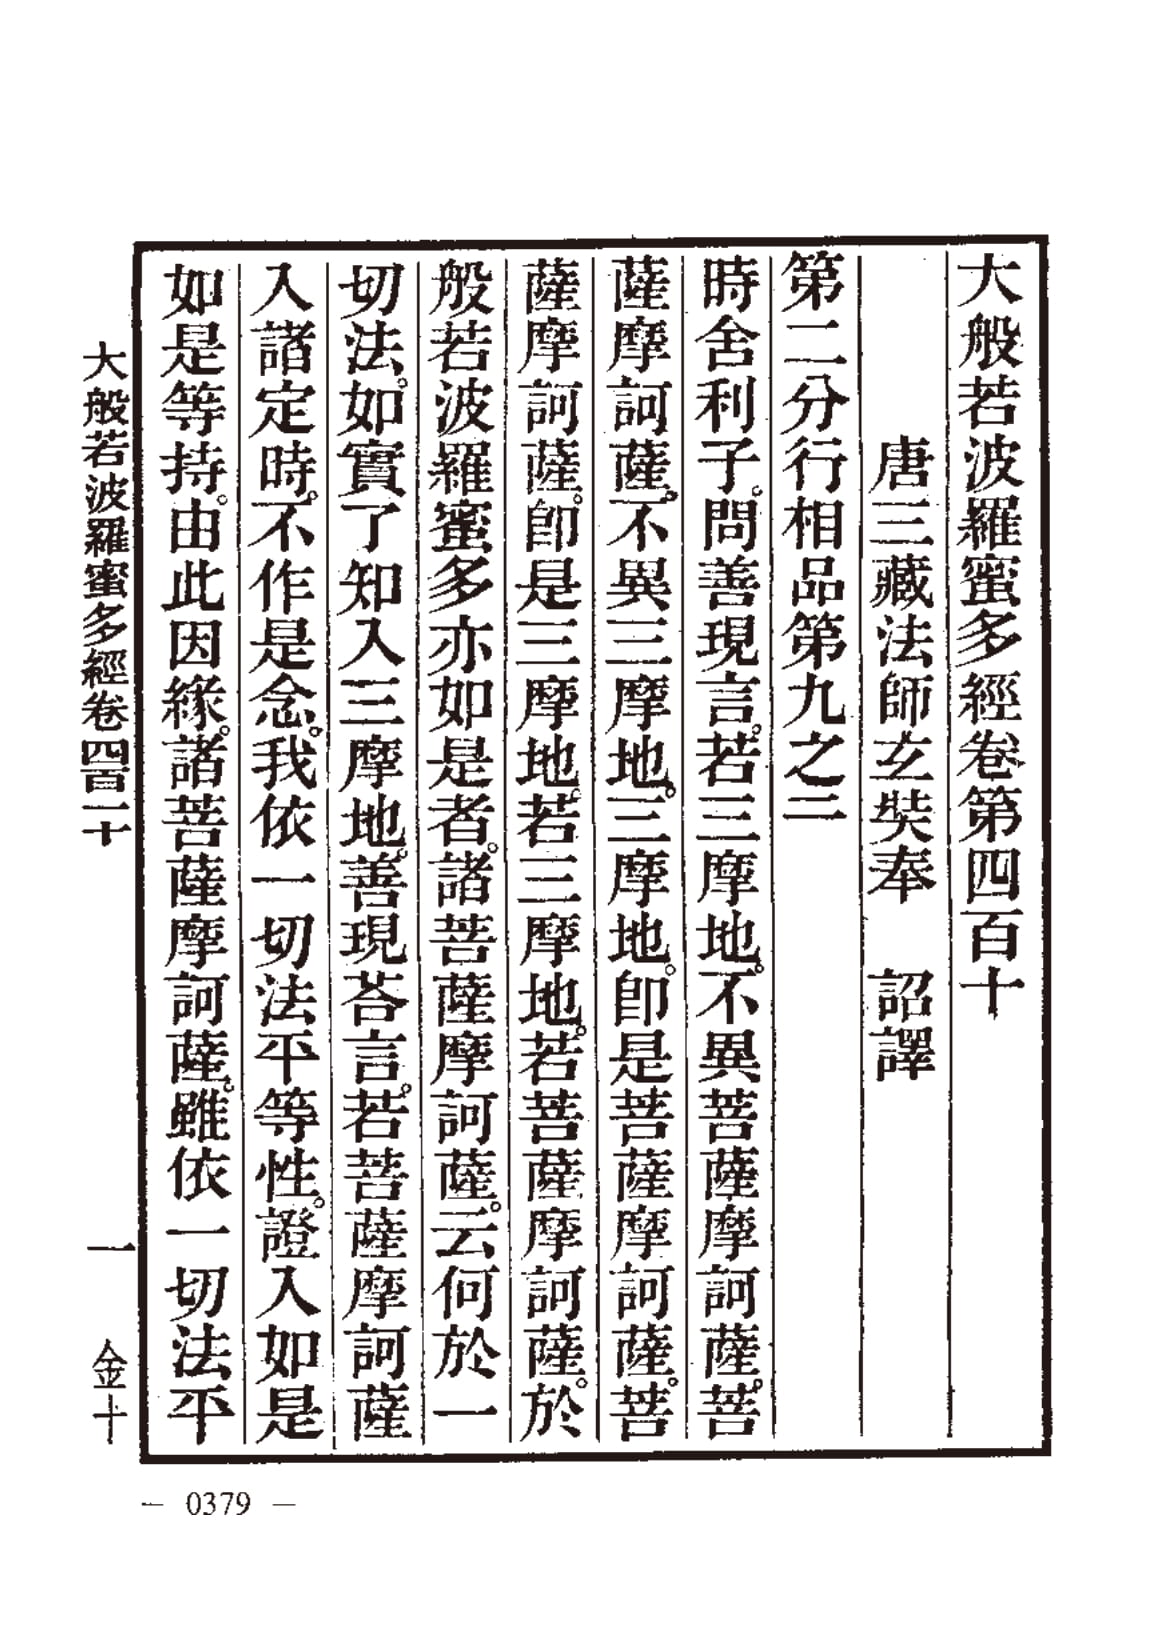 大般若波羅蜜多經卷第四百十
唐三藏法師玄奘奉　詔譯
第二分行相品第九之二
時舍利子。問善現言。若三摩地。不異菩薩摩訶薩。菩
薩摩訶薩。不異三摩地。三摩地。卽是菩薩摩訶薩。菩
薩摩訶薩。卽是三摩地。若三摩地。若菩薩摩訶薩。於
般若波羅蜜多亦如是者。諸菩薩摩訶薩。云何於一
切法。如實了知入三摩地。善現荅言。若菩薩摩訶薩
入諸定時。不作是念。我依一切法平等性。證入如是
如是等持。由此因緣。諸菩薩摩訶薩。雖依一切法平
大般若波羅蜜多經卷四百一十
一
金十
— 0379 —